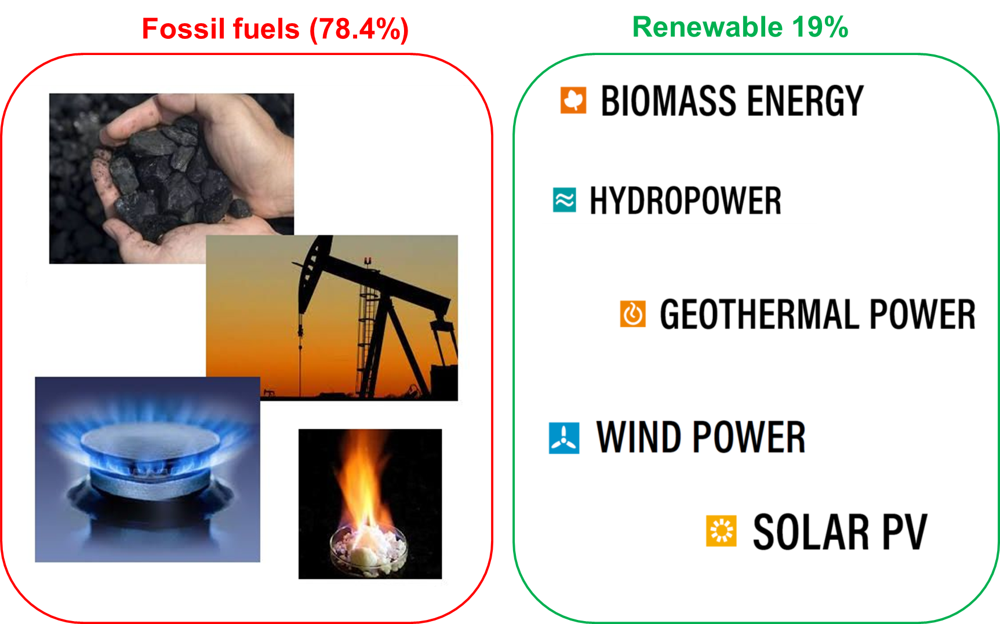 Fossil fuels (78.4%)
Renewable 19%
BIOMASS ENERGY
HYDROPOWER
GEOTHERMAL POWER
WIND POWER
SOLAR PV